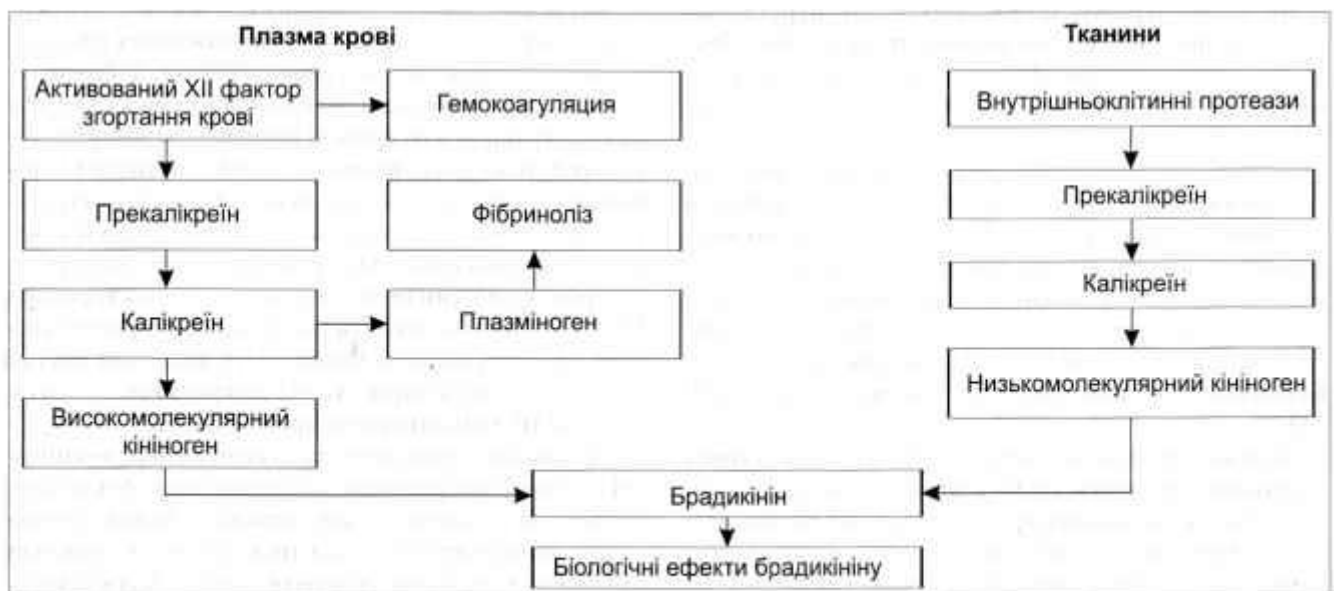 Плазма крові
Тканини
Активований XII фактор
згортання крові
Гемокоагуляция
Внутрішньоклітинні протеази
Прекалікреїн
Фібриноліз
Прекалікреїн
Калікреїн
Плазміноген
Калікреїн
Високомолекулярний
кініноген
Низькомолекулярний кініноген
Брадикінін
Біологічні ефекти брадикініну